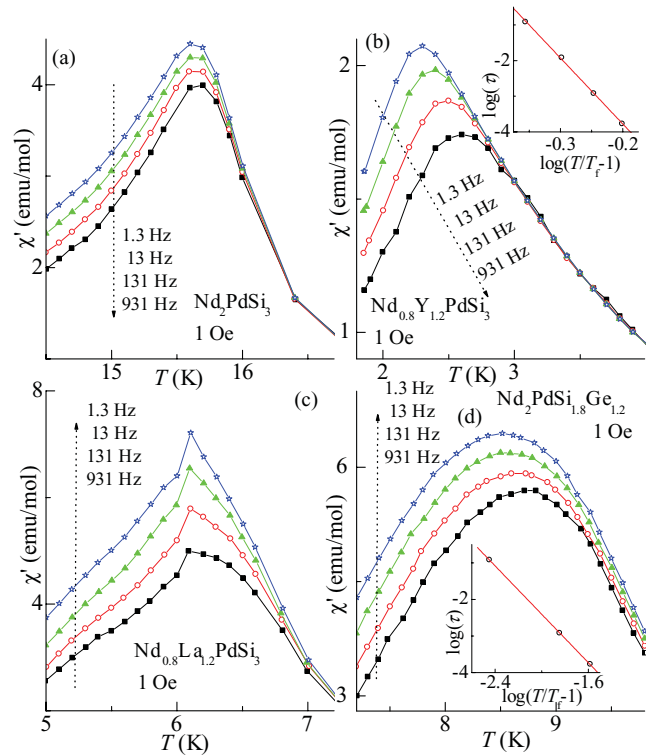 (a)
χ' (emu/mol)
4
2
1.3 Hz
13 Hz
131 Hz
931 Hz
Nd2PdSi3
1 Oe
15
16
T (K)
(b)
χ' (emu/mol)
2
1
1.3 Hz
13 Hz
131 Hz
931 Hz
Nd0.8Y1.2PdSi3
1 Oe
2
3
T (K)
log(τ)
-2
-4
-0.3
-0.2
log(T/Tf-1)
(c)
χ' (emu/mol)
8
4
1.3 Hz
13 Hz
131 Hz
931 Hz
Nd0.8La1.2PdSi3
1 Oe
5
6
7
T (K)
(d)
χ' (emu/mol)
6
3
1.3 Hz
13 Hz
131 Hz
931 Hz
Nd2PdSi1.8Ge1.2
1 Oe
8
9
T (K)
log(τ)
-2
-4
-2.4
-1.6
log(T/Tf-1)